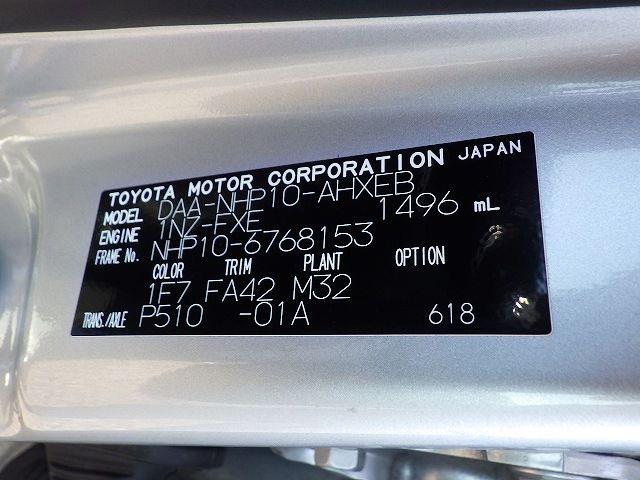 TOYOTA MOTOR CORPORATION JAPAN
MODEL DAA-NHP10-AHXEB
ENGINE 1NZ-FXE 1496 mL
FRAME No. NHP10-6768153
COLOR TRIM PLANT OPTION
1F7 FA42 M32
TRANS./AXLE P510 -01A 618